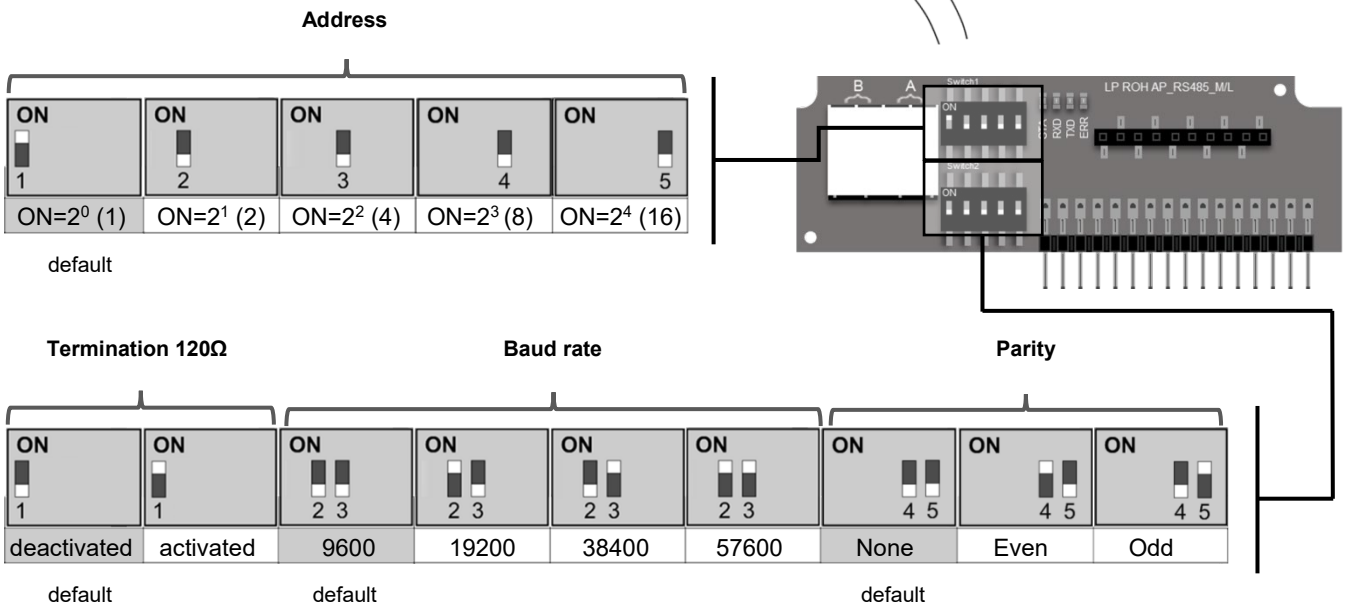 Address
ON ON ON ON ON
1 2 3 4 5
ON=2⁰ (1) ON=2¹ (2) ON=2² (4) ON=2³ (8) ON=2⁴ (16)
default
B A Switch1 LP ROH AP_RS485_M/L
ON
STA RXD TXD ERR
Switch2
ON
Termination 120Ω Baud rate Parity
ON ON ON ON ON ON ON ON ON
1 1 2 3 2 3 2 3 2 3 4 5 4 5 4 5
deactivated activated 9600 19200 38400 57600 None Even Odd
default default default